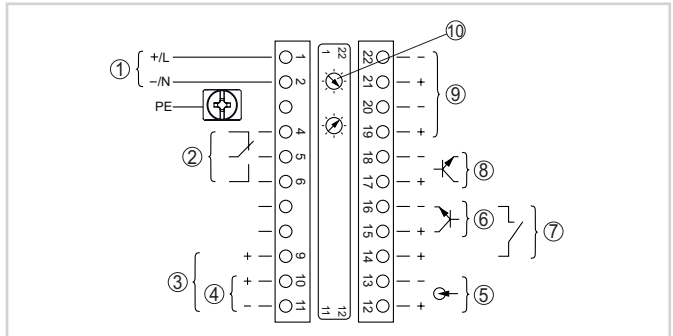 ⑩
+/L
① 1 1 22 22 −
−/N
2 21 + ⑨
PE 20 −
4 19 +
② 5 18 − ⑧
6 17 +
16 − ⑥ ⑦
15 +
+ 9 14 +
③ + 10 13 − ⑤
④ − 11 11 12 12 +